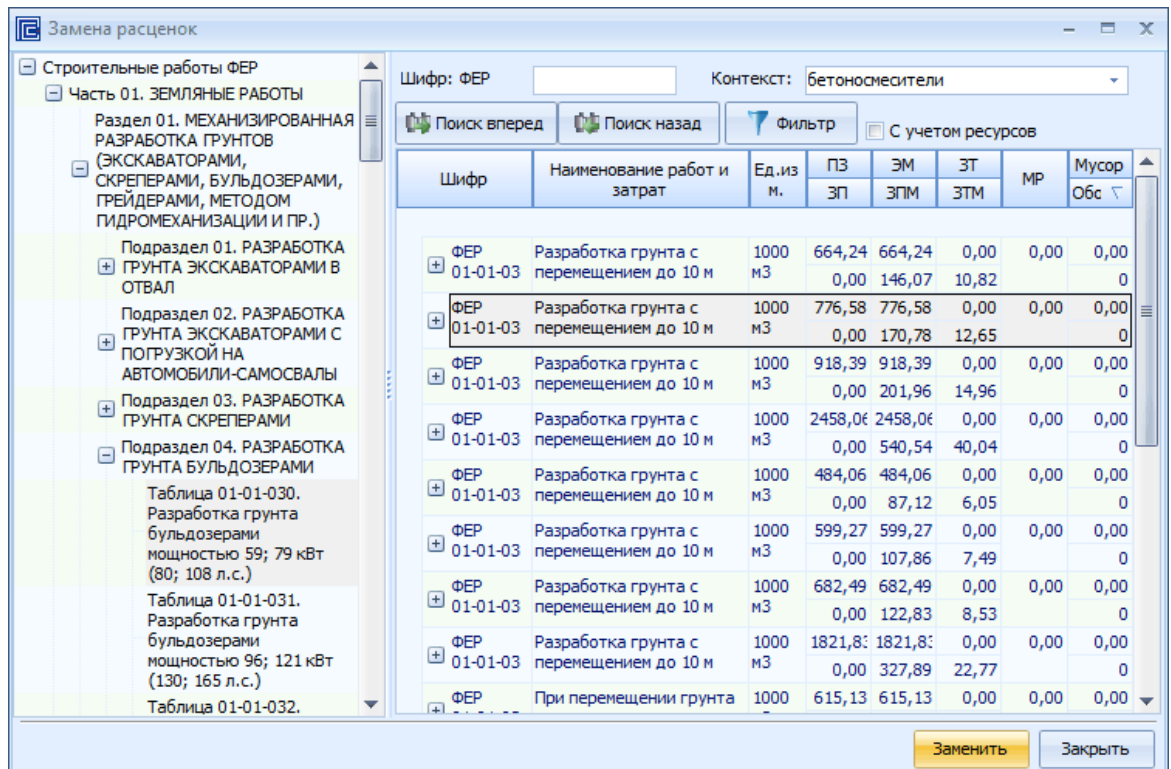 Замена расценок
Строительные работы ФЕР
Часть 01. ЗЕМЛЯНЫЕ РАБОТЫ
Раздел 01. МЕХАНИЗИРОВАННАЯ
РАЗРАБОТКА ГРУНТОВ
(ЭКСКАВАТОРАМИ,
СКРЕПЕРАМИ, БУЛЬДОЗЕРАМИ,
ГРЕЙДЕРАМИ, МЕТОДОМ
ГИДРОМЕХАНИЗАЦИИ И ПР.)
Подраздел 01. РАЗРАБОТКА
ГРУНТА ЭКСКАВАТОРАМИ В
ОТВАЛ
Подраздел 02. РАЗРАБОТКА
ГРУНТА ЭКСКАВАТОРАМИ С
ПОГРУЗКОЙ НА
АВТОМОБИЛИ-САМОСВАЛЫ
Подраздел 03. РАЗРАБОТКА
ГРУНТА СКРЕПЕРАМИ
Подраздел 04. РАЗРАБОТКА
ГРУНТА БУЛЬДОЗЕРАМИ
Таблица 01-01-030.
Разработка грунта
бульдозерами
мощностью 59; 79 кВт
(80; 108 л.с.)
Таблица 01-01-031.
Разработка грунта
бульдозерами
мощностью 96; 121 кВт
(130; 165 л.с.)
Таблица 01-01-032.
Шифр: ФЕР Контекст: бетоносмесители
Поиск вперед Поиск назад Фильтр С учетом ресурсов
Шифр Наименование работ и затрат Ед.из м. ПЗ ЭМ ЗТ МР Мусор
ЗП ЗПМ ЗТМ Обс
ФЕР Разработка грунта с 1000 664,24 664,24 0,00 0,00 0,00
01-01-03 перемещением до 10 м м3 0,00 146,07 10,82 0
ФЕР Разработка грунта с 1000 776,58 776,58 0,00 0,00 0,00
01-01-03 перемещением до 10 м м3 0,00 170,78 12,65 0
ФЕР Разработка грунта с 1000 918,39 918,39 0,00 0,00 0,00
01-01-03 перемещением до 10 м м3 0,00 201,96 14,96 0
ФЕР Разработка грунта с 1000 2458,06 2458,06 0,00 0,00 0,00
01-01-03 перемещением до 10 м м3 0,00 540,54 40,04 0
ФЕР Разработка грунта с 1000 484,06 484,06 0,00 0,00 0,00
01-01-03 перемещением до 10 м м3 0,00 87,12 6,05 0
ФЕР Разработка грунта с 1000 599,27 599,27 0,00 0,00 0,00
01-01-03 перемещением до 10 м м3 0,00 107,86 7,49 0
ФЕР Разработка грунта с 1000 682,49 682,49 0,00 0,00 0,00
01-01-03 перемещением до 10 м м3 0,00 122,83 8,53 0
ФЕР Разработка грунта с 1000 1821,83 1821,83 0,00 0,00 0,00
01-01-03 перемещением до 10 м м3 0,00 327,89 22,77 0
ФЕР При перемещении грунта 1000 615,13 615,13 0,00 0,00 0,00
Заменить Закрыть